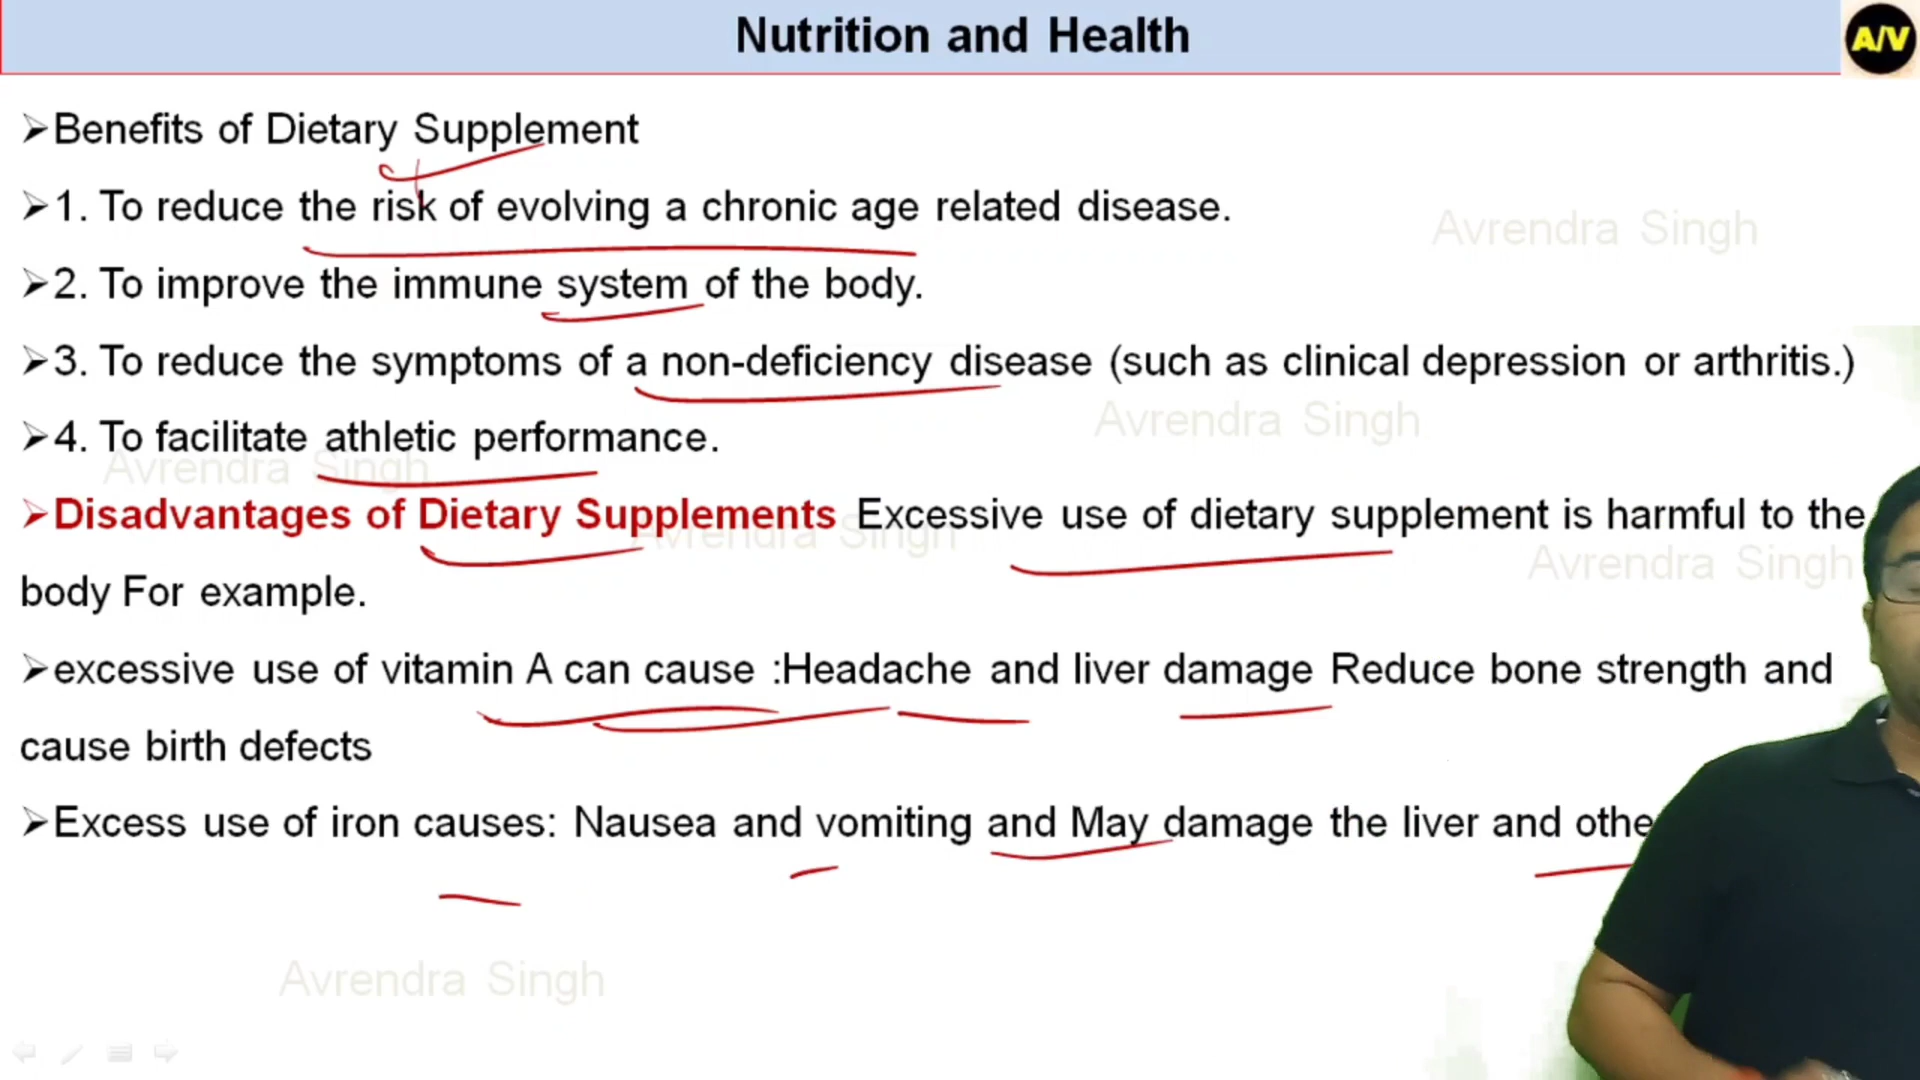 Nutrition and Health
A/V
➢Benefits of Dietary Supplement
➢1. To reduce the risk of evolving a chronic age related disease.
Avrendra Singh
➢2. To improve the immune system of the body.
➢3. To reduce the symptoms of a non-deficiency disease (such as clinical depression or arthritis.)
Avrendra Singh
➢4. To facilitate athletic performance.
Avrendra Singh
➢Disadvantages of Dietary Supplements Excessive use of dietary supplement is harmful to the
Avrendra Singh
Avrendra Singh
body For example.
➢excessive use of vitamin A can cause :Headache and liver damage Reduce bone strength and
cause birth defects
➢Excess use of iron causes: Nausea and vomiting and May damage the liver and
Avrendra Singh